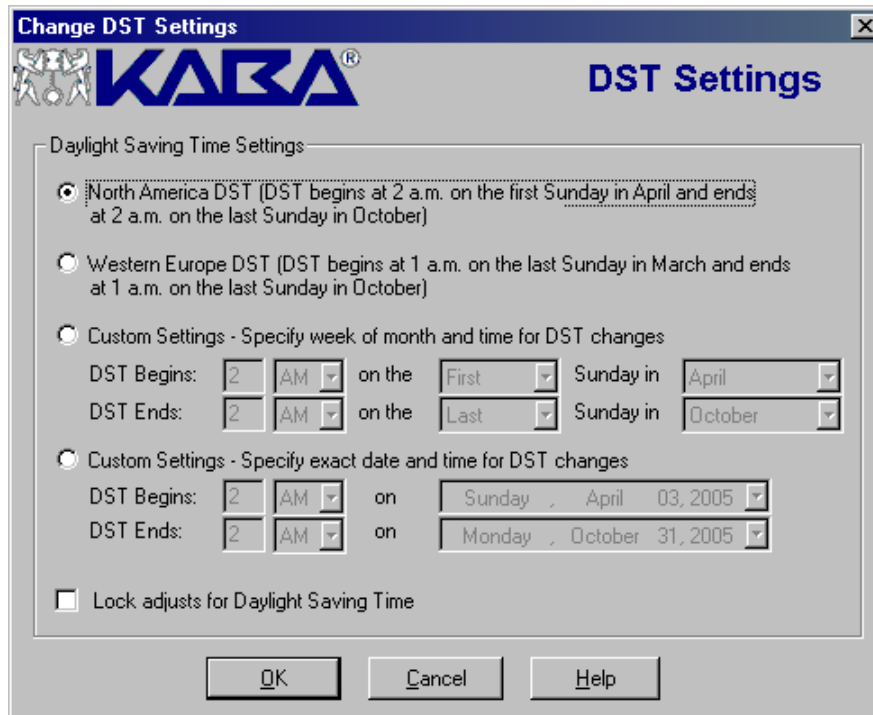 Change DST Settings
KABA®
DST Settings
Daylight Saving Time Settings
North America DST (DST begins at 2 a.m. on the first Sunday in April and ends
at 2 a.m. on the last Sunday in October)
Western Europe DST (DST begins at 1 a.m. on the last Sunday in March and ends
at 1 a.m. on the last Sunday in October)
Custom Settings - Specify week of month and time for DST changes
DST Begins: 2 AM on the First Sunday in April
DST Ends: 2 AM on the Last Sunday in October
Custom Settings - Specify exact date and time for DST changes
DST Begins: 2 AM on Sunday , April 03, 2005
DST Ends: 2 AM on Monday , October 31, 2005
Lock adjusts for Daylight Saving Time
OK Cancel Help